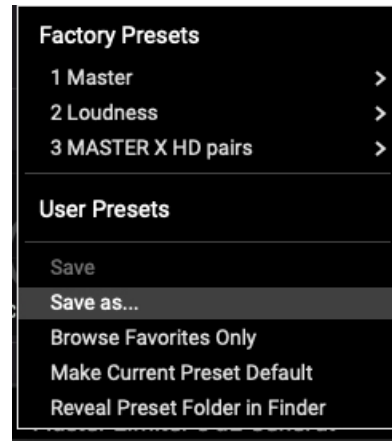 Factory Presets
1 Master
2 Loudness
3 MASTER X HD pairs
User Presets
Save
Save as...
Browse Favorites Only
Make Current Preset Default
Reveal Preset Folder in Finder